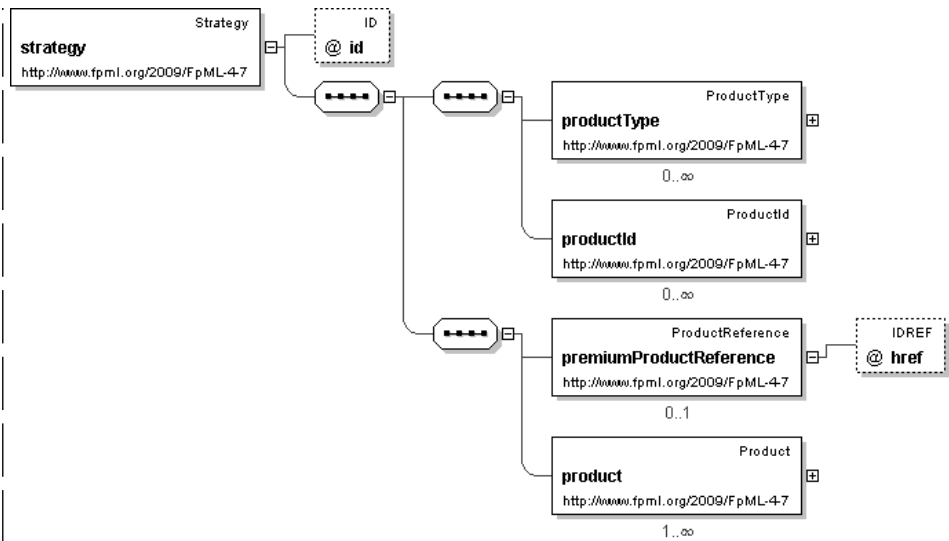 Strategy
strategy
http://www.fpml.org/2009/FpML-4-7
ID
@ id
ProductType
productType
http://www.fpml.org/2009/FpML-4-7
0..∞
ProductId
productId
http://www.fpml.org/2009/FpML-4-7
0..∞
ProductReference
premiumProductReference
http://www.fpml.org/2009/FpML-4-7
0..1
IDREF
@ href
Product
product
http://www.fpml.org/2009/FpML-4-7
1..∞